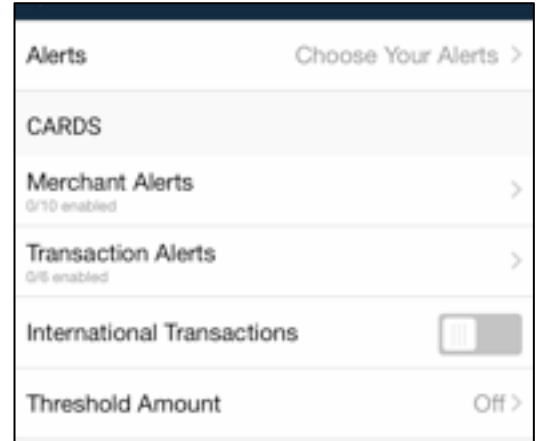 Alerts Choose Your Alerts >
CARDS
Merchant Alerts >
0/10 enabled
Transaction Alerts >
0/6 enabled
International Transactions
Threshold Amount Off >